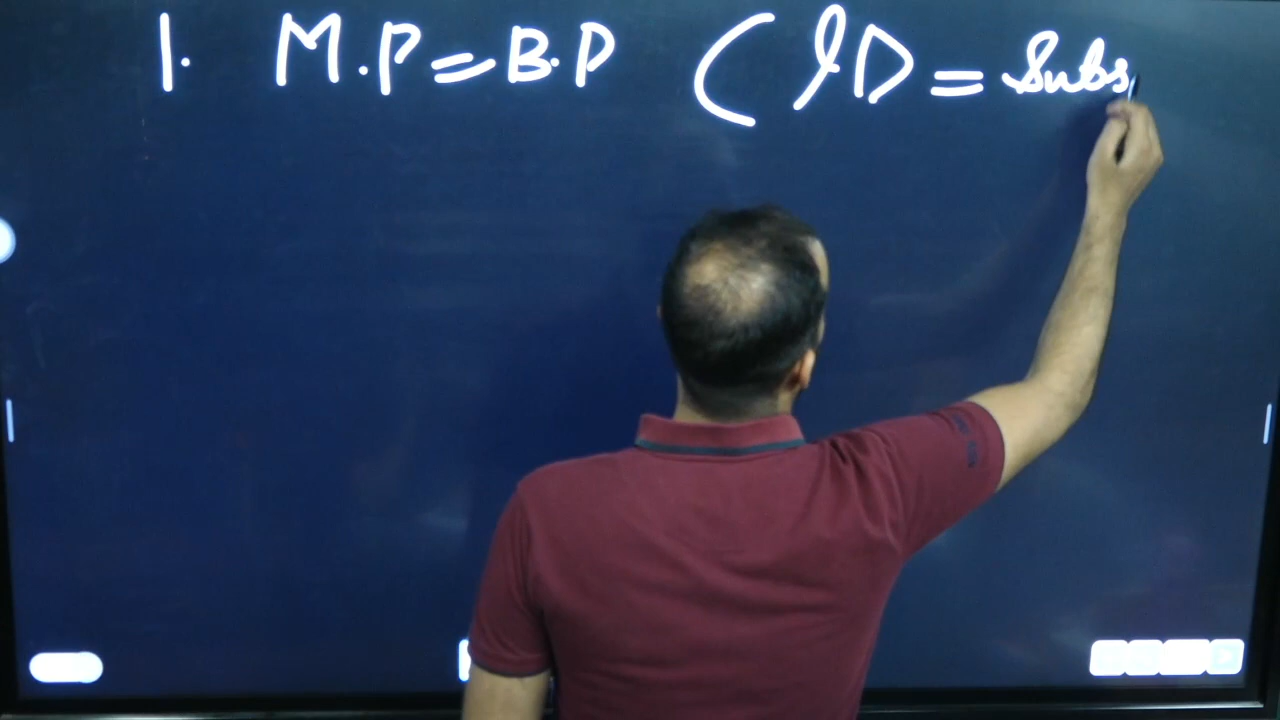 1. M.P = B.P ( ID = Subs